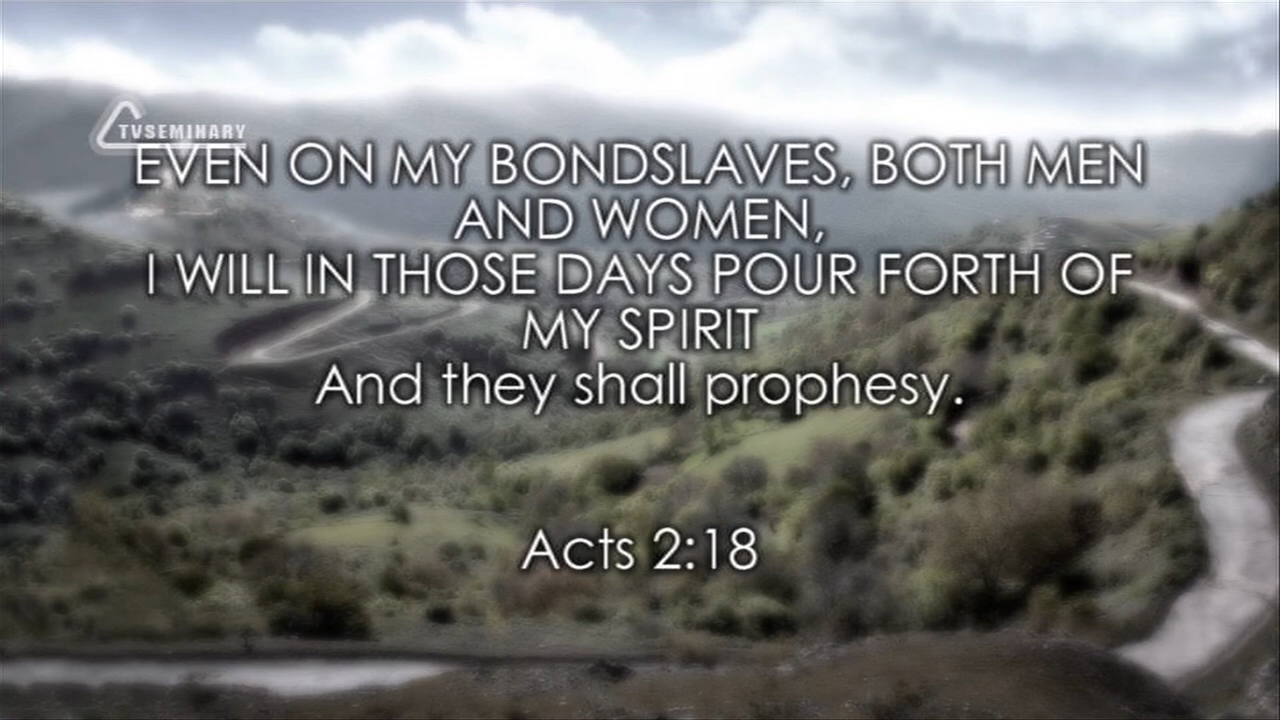 TVSEMINARY
EVEN ON MY BONDSLAVES, BOTH MEN
AND WOMEN,
I WILL IN THOSE DAYS POUR FORTH OF
MY SPIRIT
And they shall prophesy.
Acts 2:18